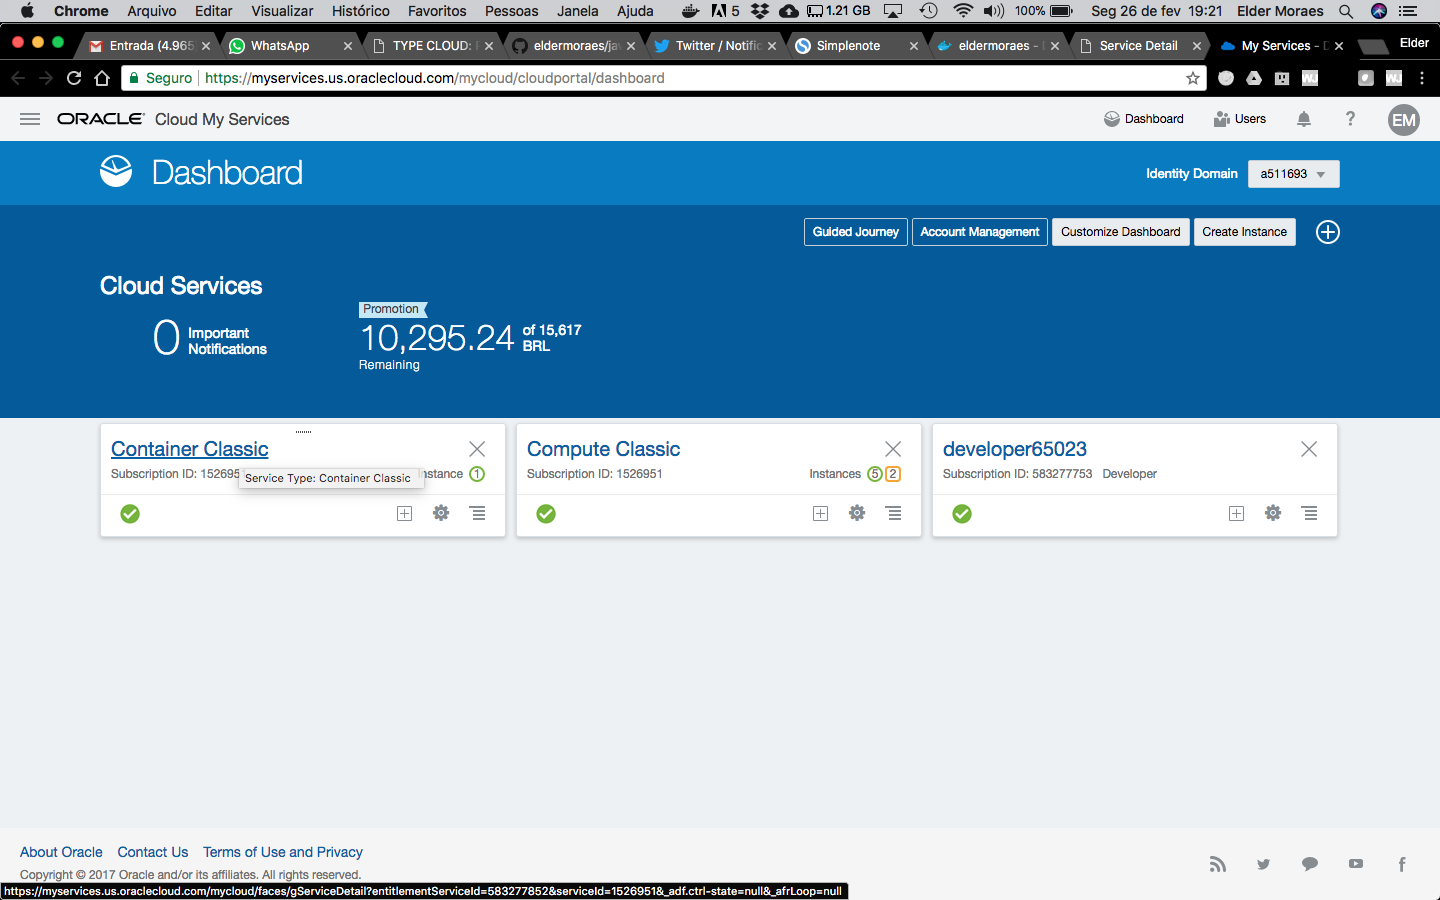 Chrome Arquivo Editar Visualizar Histórico Favoritos Pessoas Janela Ajuda 5 1.21 GB 100% Seg 26 de fev 19:21 Elder Moraes
Entrada (4.965 WhatsApp TYPE CLOUD: eldermoraes/ja Twitter / Notific Simplenote eldermoraes - Service Detail My Services - Elder
Seguro https://myservices.us.oraclecloud.com/mycloud/cloudportal/dashboard
ORACLE Cloud My Services Dashboard Users ? EM
Dashboard Identity Domain a511693
Guided Journey Account Management Customize Dashboard Create Instance
Cloud Services
Promotion
0 Important Notifications
10,295.24 of 15,617 BRL
Remaining
Container Classic
Subscription ID: 152695 nstance 1
Service Type: Container Classic
Compute Classic
Subscription ID: 1526951 Instances 5 2
developer65023
Subscription ID: 583277753 Developer
About Oracle Contact Us Terms of Use and Privacy
Copyright © 2017 Oracle and/or its affiliates. All rights reserved.
https://myservices.us.oraclecloud.com/mycloud/faces/gServiceDetail?entitlementServiceId=583277852&serviceId=1526951&_adf.ctrl-state=null&_afrLoop=null